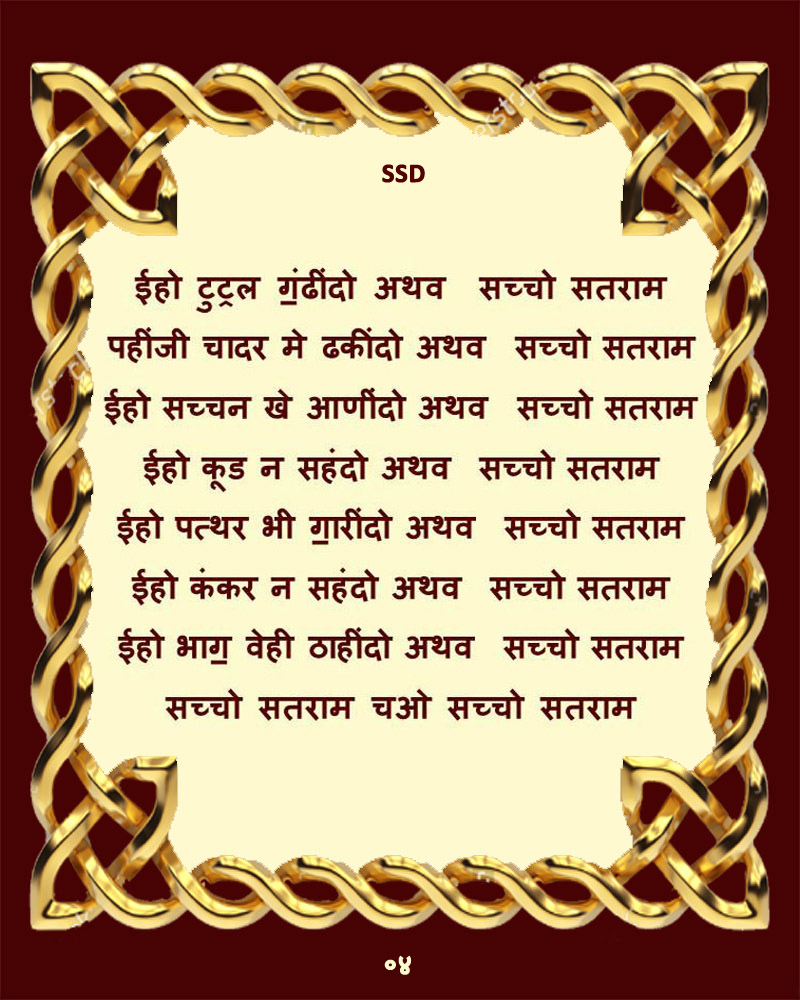 SSD
ईहो टुट्रल ग॒ंढींदो अथव सच्चो सतराम
पहींजी चादर मे ढकींदो अथव सच्चो सतराम
ईहो सच्चन खे आणींदो अथव सच्चो सतराम
ईहो कूड न सहंदो अथव सच्चो सतराम
ईहो पत्थर भी ग॒ारींदो अथव सच्चो सतराम
ईहो कंकर न सहंदो अथव सच्चो सतराम
ईहो भाग॒ वेही ठाहींदो अथव सच्चो सतराम
सच्चो सतराम चओ सच्चो सतराम
०४